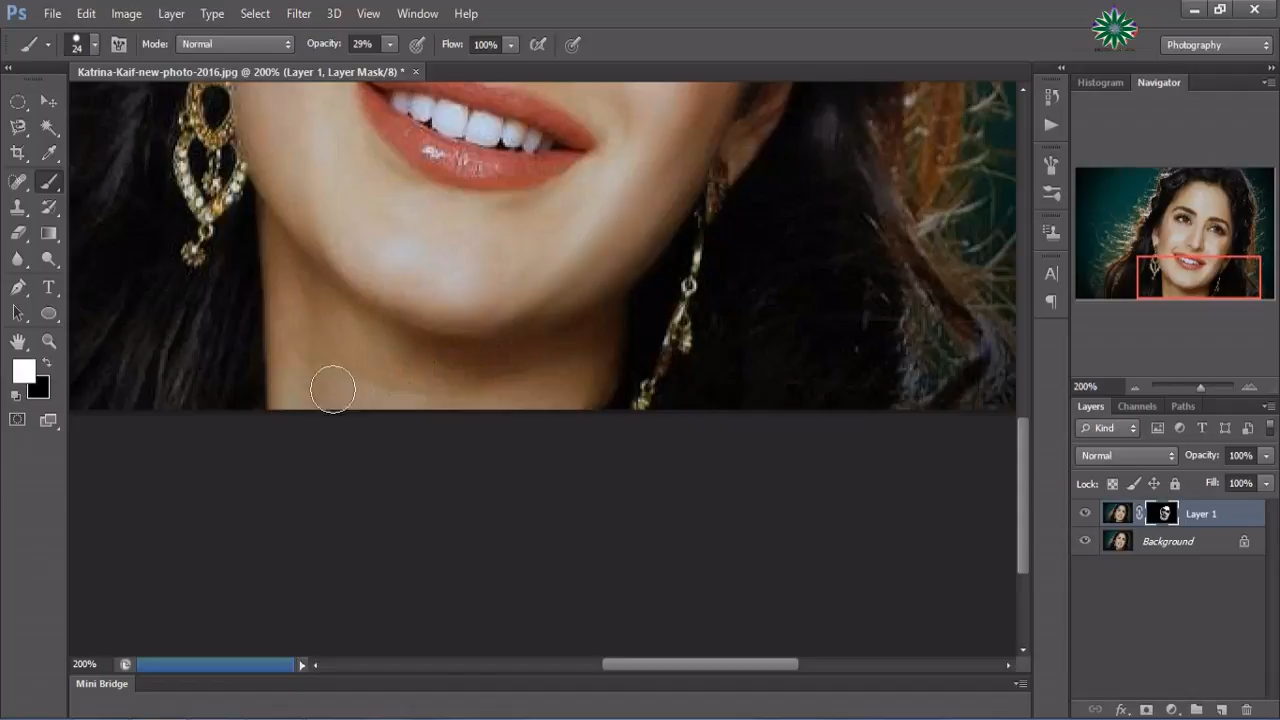 Ps File Edit Image Layer Type Select Filter 3D View Window Help
24 Mode: Normal Opacity: 29% Flow: 100% Photography
Katrina-Kaif-new-photo-2016.jpg @ 200% (Layer 1, Layer Mask/8) *
Histogram Navigator
200%
Layers Channels Paths
Kind
Normal Opacity: 100%
Lock: Fill: 100%
Layer 1
Background
200%
Mini Bridge